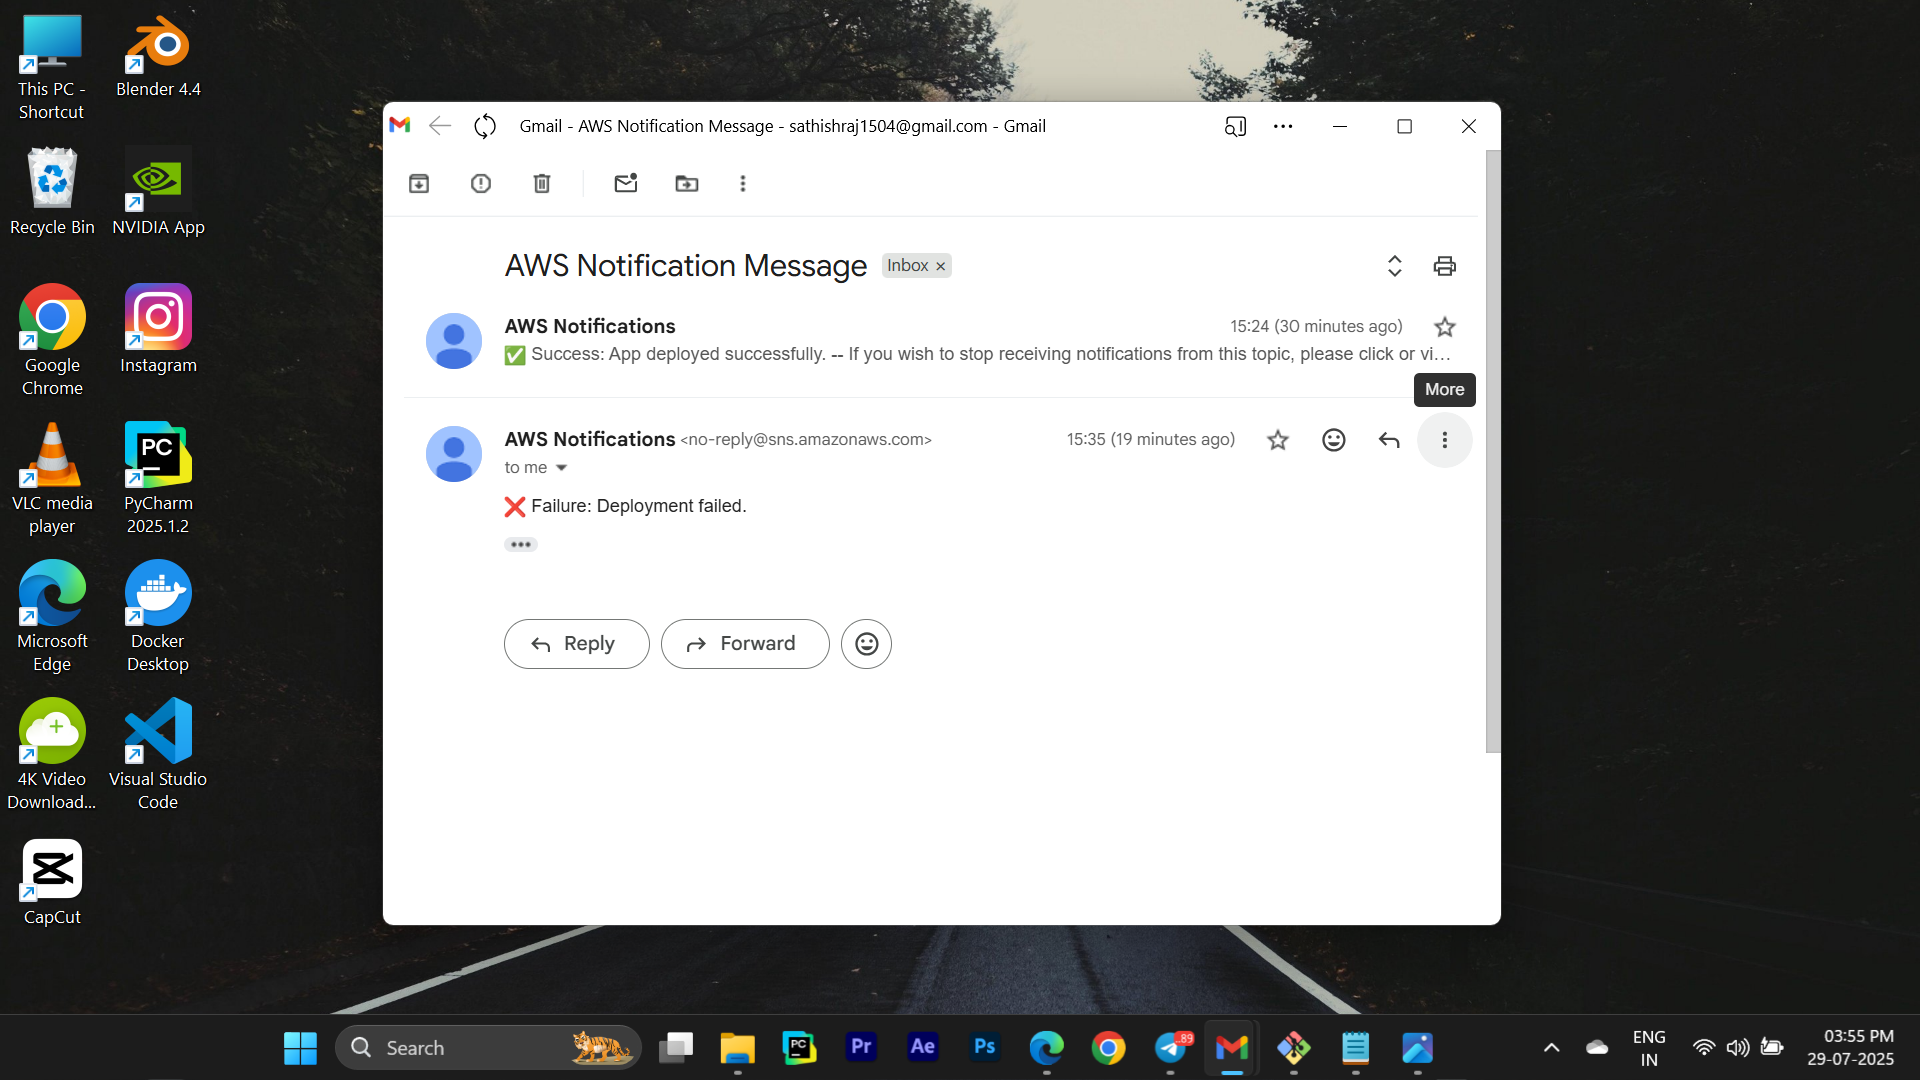 This PC -
Shortcut
Blender 4.4
Recycle Bin
NVIDIA App
Google
Chrome
Instagram
VLC media
player
PC
PyCharm
2025.1.2
Microsoft
Edge
Docker
Desktop
4K Video
Download...
Visual Studio
Code
CapCut
Gmail - AWS Notification Message - sathishraj1504@gmail.com - Gmail
AWS Notification Message Inbox ×
AWS Notifications 15:24 (30 minutes ago)
✅ Success: App deployed successfully. -- If you wish to stop receiving notifications from this topic, please click or vi…
More
AWS Notifications <no-reply@sns.amazonaws.com> 15:35 (19 minutes ago)
to me
❌ Failure: Deployment failed.
Reply Forward
Search PC Pr Ae Ps .89
ENG
IN
03:55 PM
29-07-2025